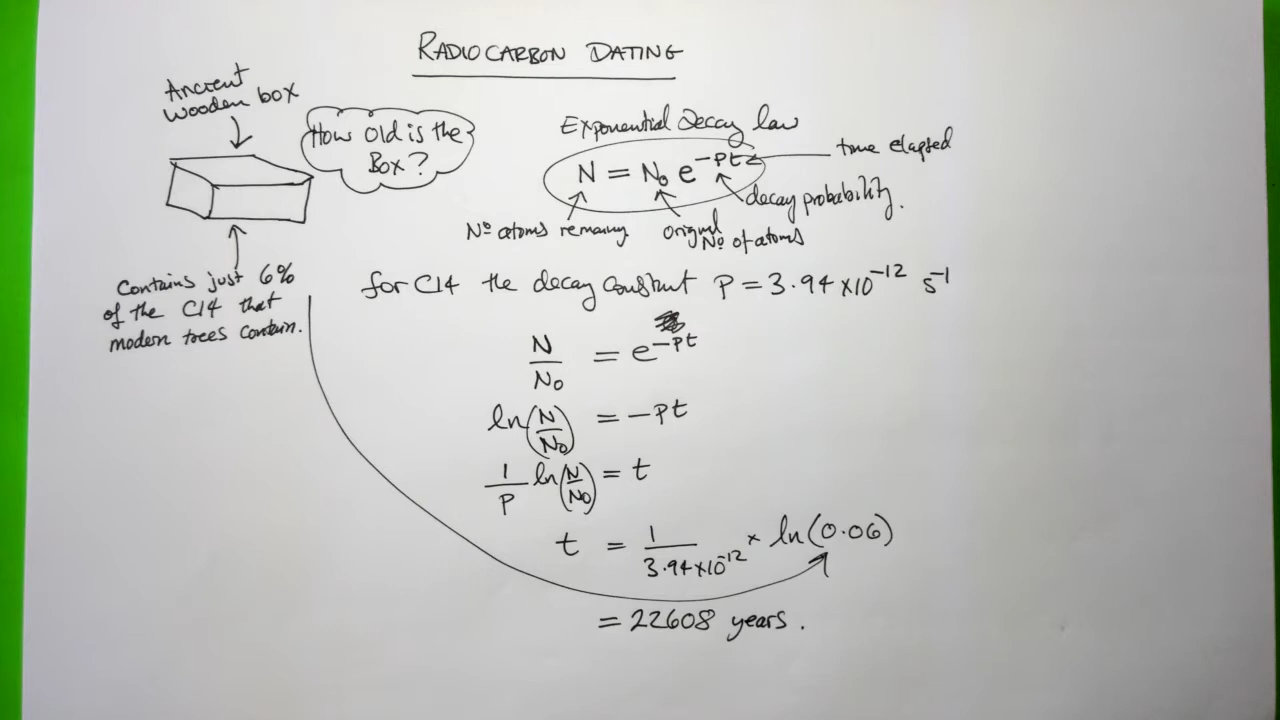 RADIOCARBON DATING
Ancient
wooden box
How old is the
Box?
Contains just 6%
of the C14 that
modern trees contain.
Exponential Decay law
N = N₀ e^-Pt
time elapsed
decay probability.
Nº atoms remaining
original
Nº of atoms
for C14 the decay constant P = 3.94 × 10⁻¹² s⁻¹
N/N₀ = e^-Pt
ln(N/N₀) = -Pt
1/P ln(N/N₀) = t
t = 1/3.94×10⁻¹² × ln(0.06)
= 22608 years.